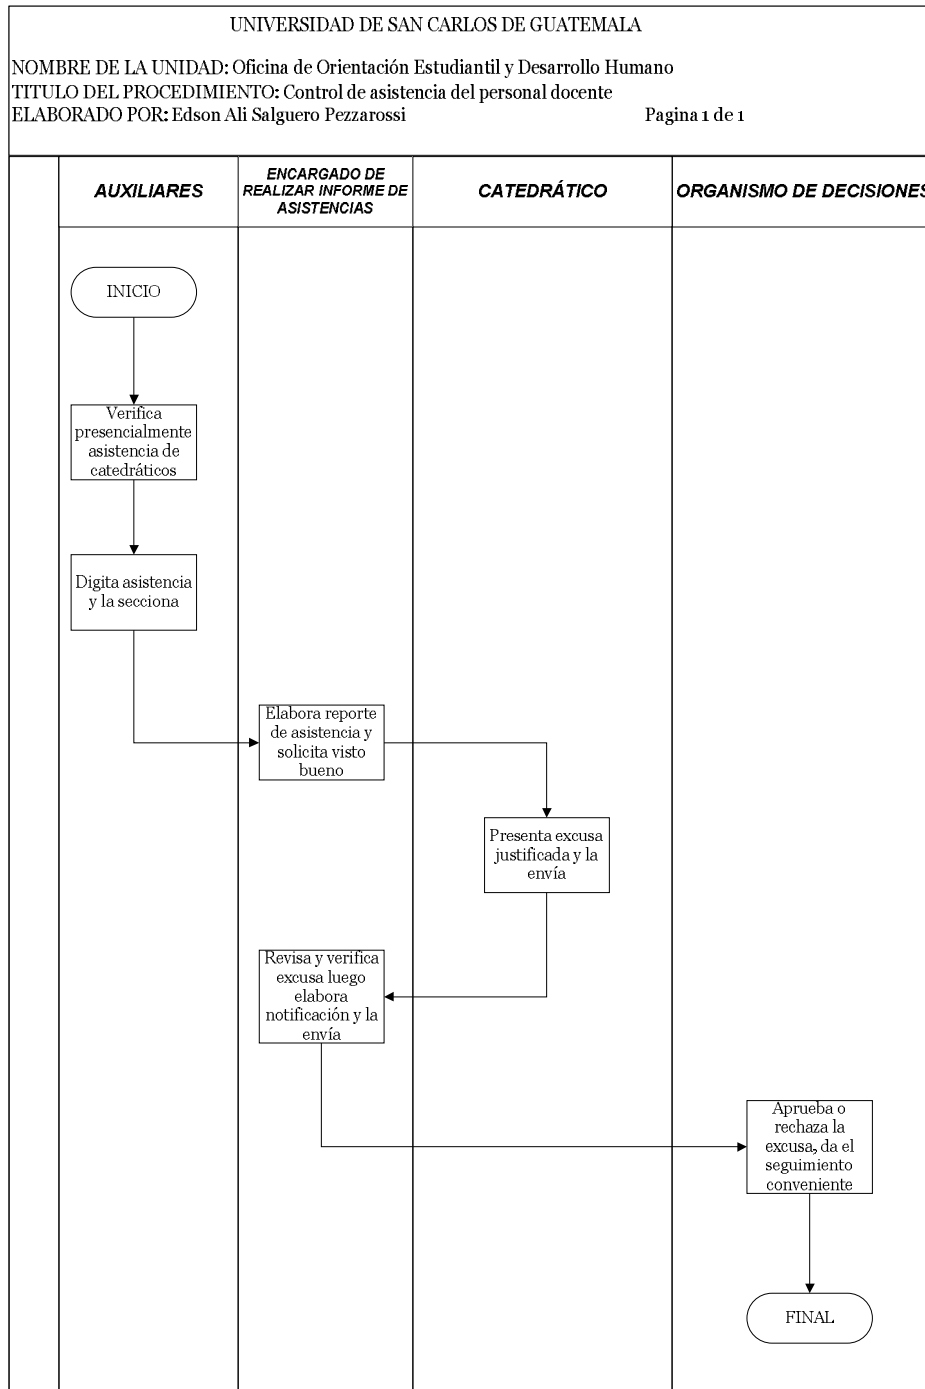 UNIVERSIDAD DE SAN CARLOS DE GUATEMALA
NOMBRE DE LA UNIDAD: Oficina de Orientación Estudiantil y Desarrollo Humano
TITULO DEL PROCEDIMIENTO: Control de asistencia del personal docente
ELABORADO POR: Edson Ali Salguero Pezzarossi Pagina 1 de 1
AUXILIARES
ENCARGADO DE
REALIZAR INFORME DE
ASISTENCIAS
CATEDRÁTICO
ORGANISMO DE DECISIONES
INICIO
Verifica
presencialmente
asistencia de
catedráticos
Digita asistencia
y la secciona
Elabora reporte
de asistencia y
solicita visto
bueno
Presenta excusa
justificada y la
envía
Revisa y verifica
excusa luego
elabora
notificación y la
envía
Aprueba o
rechaza la
excusa, da el
seguimiento
conveniente
FINAL